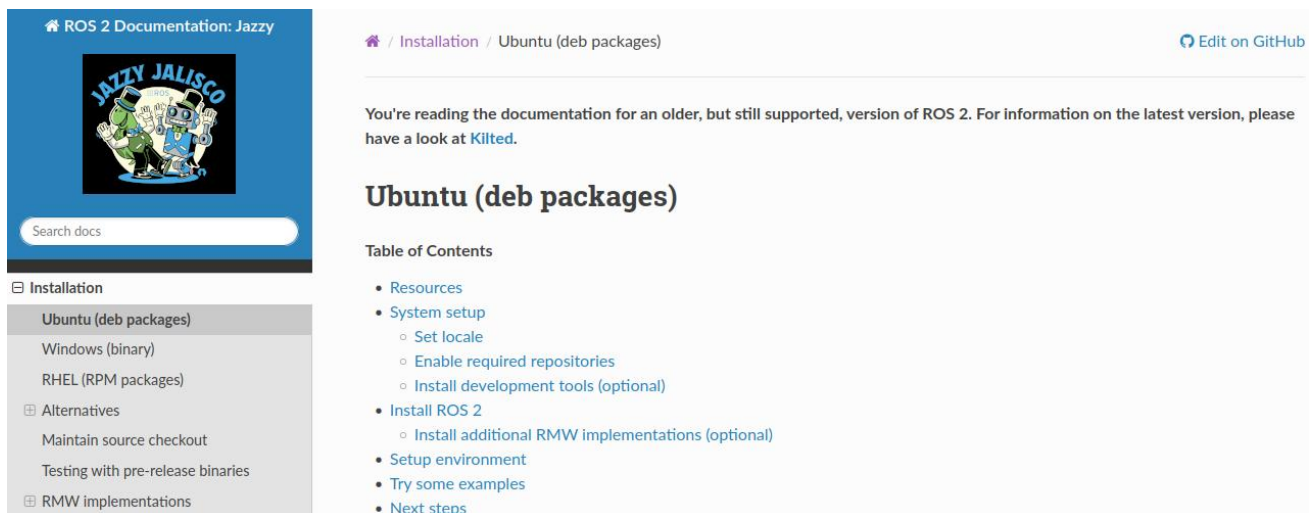 ROS 2 Documentation: Jazzy
JAZZY JALISCO
Search docs
Installation
Ubuntu (deb packages)
Windows (binary)
RHEL (RPM packages)
Alternatives
Maintain source checkout
Testing with pre-release binaries
RMW implementations
/ Installation / Ubuntu (deb packages)
Edit on GitHub
You're reading the documentation for an older, but still supported, version of ROS 2. For information on the latest version, please
have a look at Kilted.
Ubuntu (deb packages)
Table of Contents
• Resources
• System setup
◦ Set locale
◦ Enable required repositories
◦ Install development tools (optional)
• Install ROS 2
◦ Install additional RMW implementations (optional)
• Setup environment
• Try some examples
• Next steps